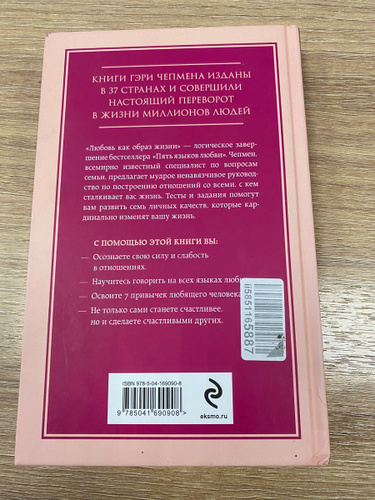 КНИГИ ГЭРИ ЧЕПМЕНА ИЗДАНЫ
В 37 СТРАНАХ И СОВЕРШИЛИ
НАСТОЯЩИЙ ПЕРЕВОРОТ
В ЖИЗНИ МИЛЛИОНОВ ЛЮДЕЙ
«Любовь как образ жизни» — логическое завер-
шение бестселлера «Пять языков любви». Чепмен,
всемирно известный специалист по вопросам
семьи, предлагает мудрое ненавязчивое руковод-
ство по построению отношений со всеми, с кем
сталкивает вас жизнь. Тесты и задания помогут
вам развить семь личных качеств, которые кар-
динально изменят вашу жизнь.
С ПОМОЩЬЮ ЭТОЙ КНИГИ ВЫ:
— Осознаете свою силу и слабость
в отношениях.
— Научитесь говорить на всех языках
— Освоите 7 привычек любящего
— Не только сами станете счастливее,
но и сделаете счастливыми других.
ii5851165887
ISBN 978-5-04-169090-8
9 785041 690908 >
eksmo.ru